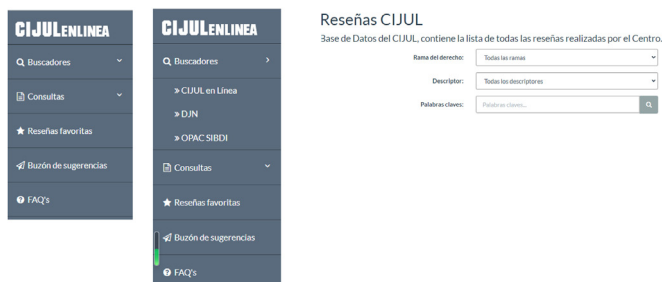 CIJULENLINEA
Buscadores
Consultas
Reseñas favoritas
Buzón de sugerencias
FAQ's
CIJULENLINEA
Buscadores
» CIJUL en Línea
» DJN
» OPAC SIBDI
Consultas
Reseñas favoritas
Buzón de sugerencias
FAQ's
Reseñas CIJUL
Base de Datos del CIJUL, contiene la lista de todas las reseñas realizadas por el Centro.
Rama del derecho: Todas las ramas
Descriptor: Todas los descriptores
Palabras claves: Palabras claves...